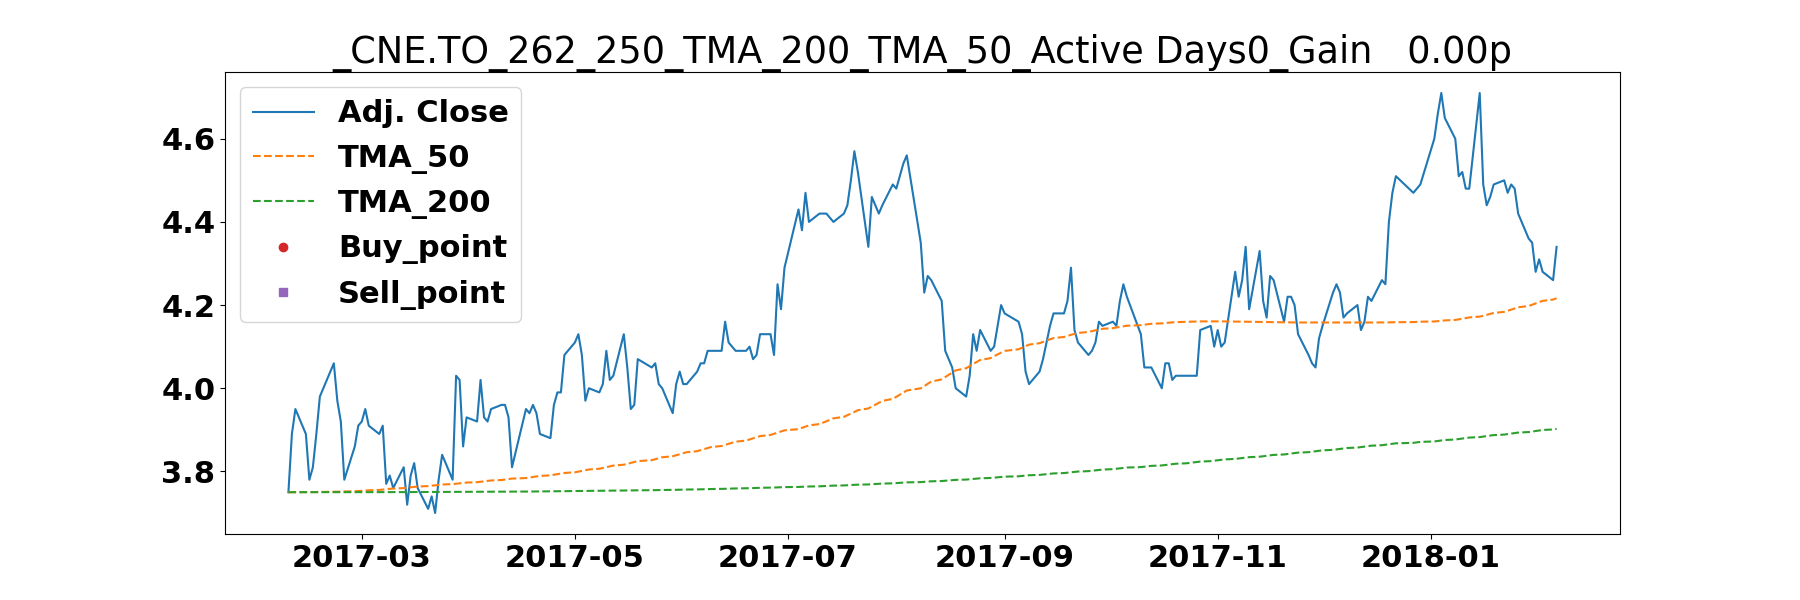 _CNE.TO_262_250_TMA_200_TMA_50_Active Days0_Gain   0.00p
Adj. Close
TMA_50
TMA_200
Buy_point
Sell_point
4.6
4.4
4.2
4.0
3.8
2017-03 2017-05 2017-07 2017-09 2017-11 2018-01